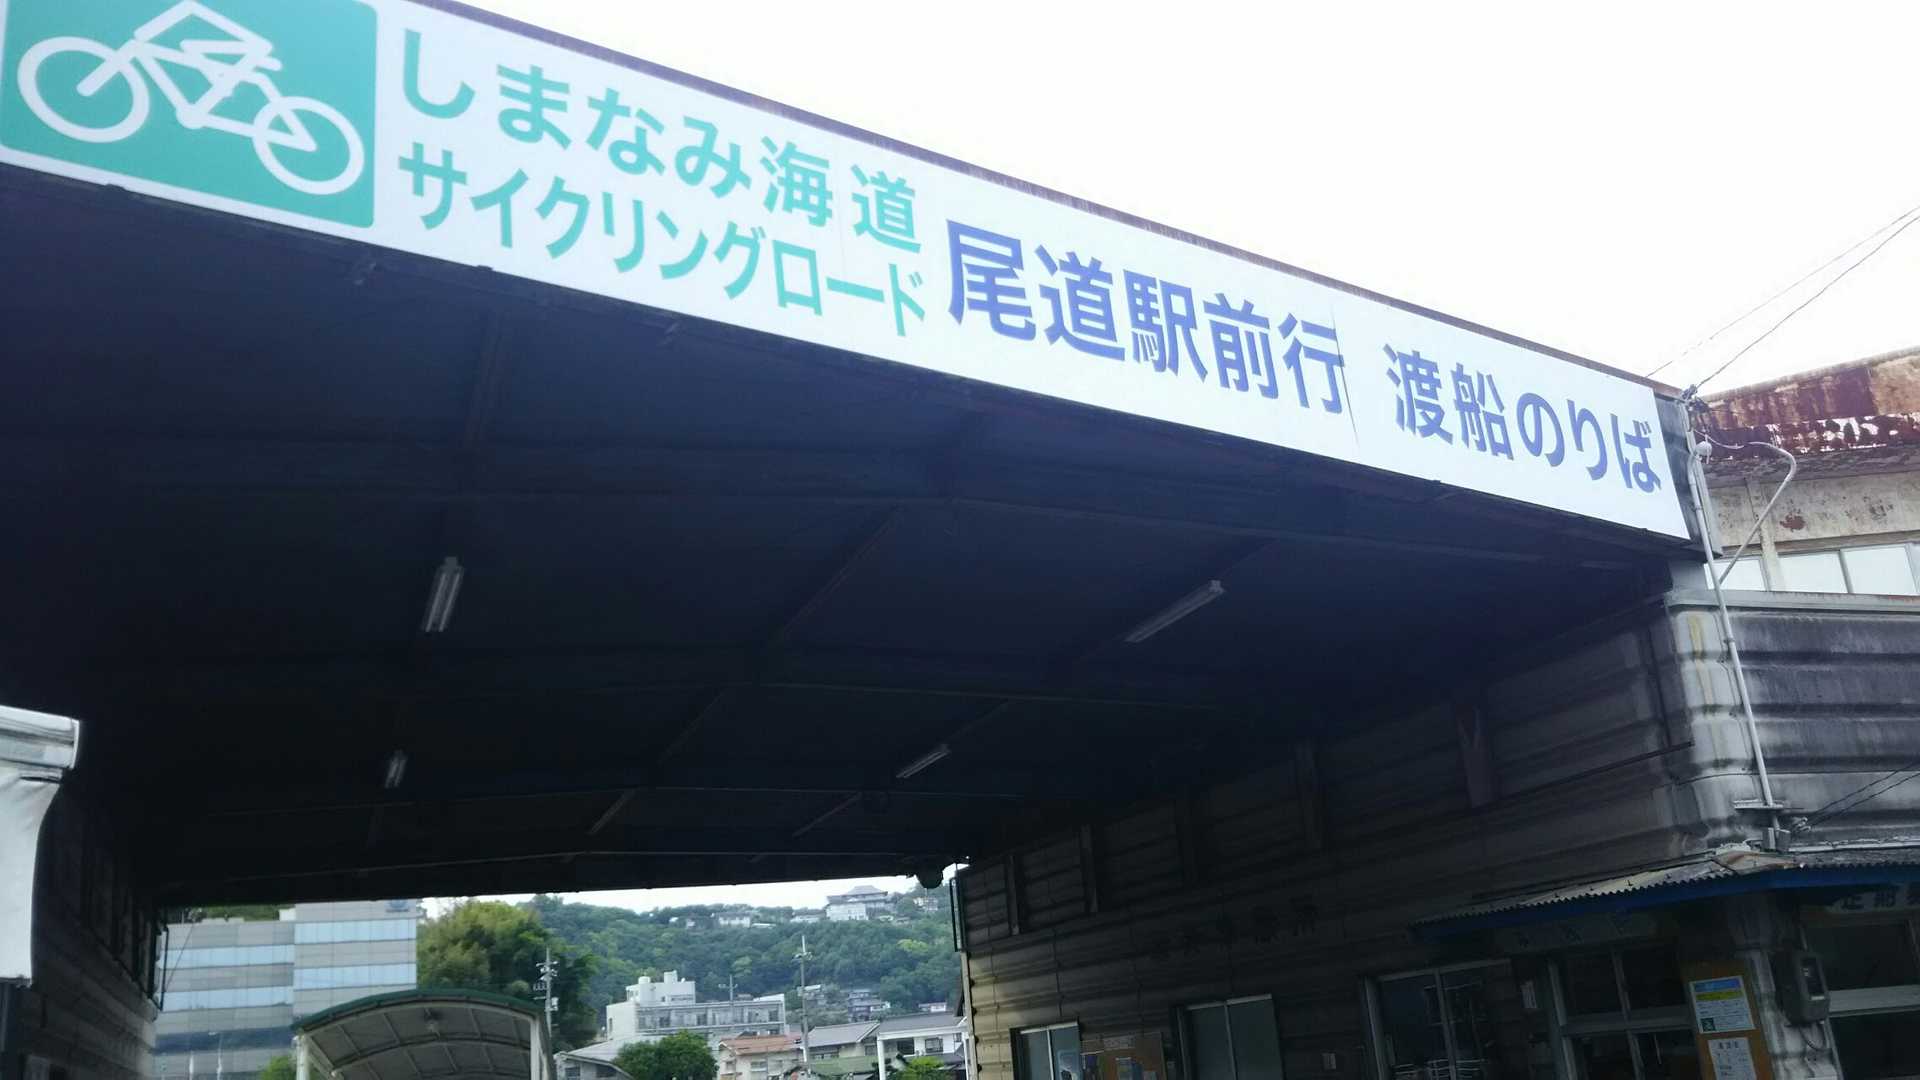 しまなみ海道
サイクリングロード
尾道駅前行 渡船のりば